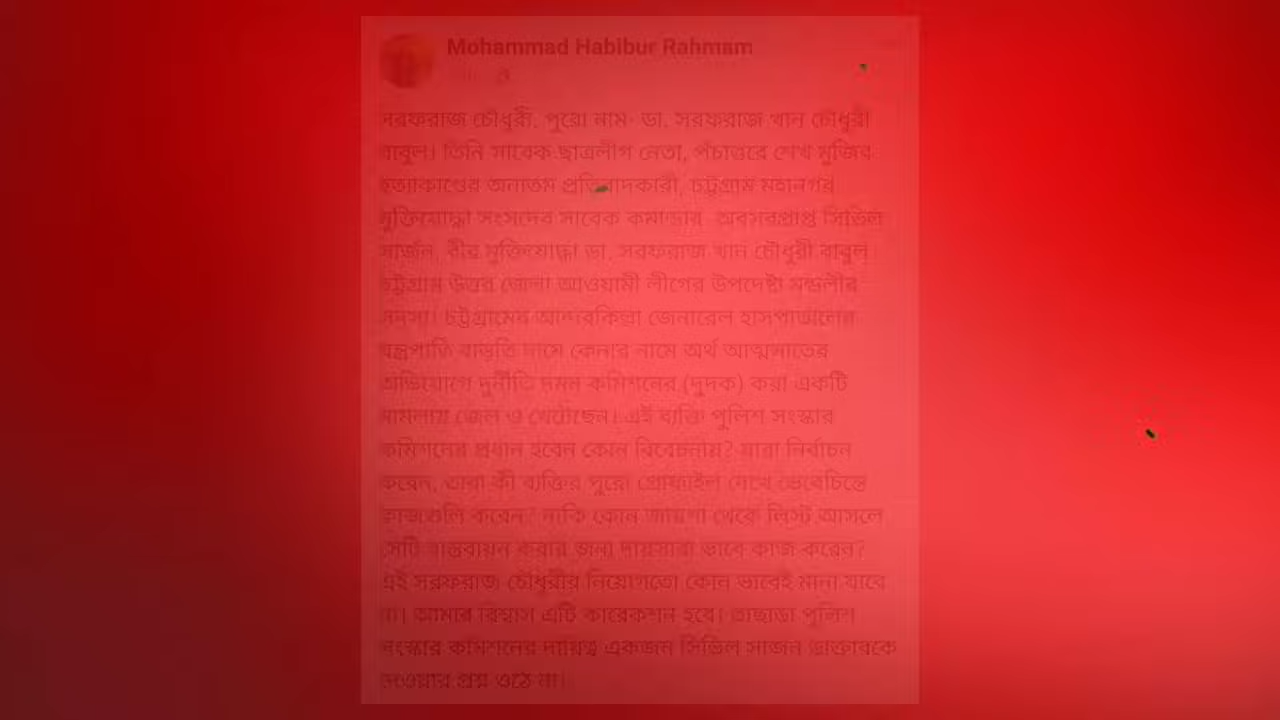 Mohammad Habibur Rahmam
সরফরাজ চৌধুরী, পুরো নাম- ডা. সরফরাজ খান চৌধুরী
বাবুল। তিনি সাবেক ছাত্রলীগ নেতা, পঁচাত্তরে শেখ মুজিব
হত্যাকাণ্ডের অন্যতম প্রতিবাদকারী, চট্টগ্রাম মহানগর
মুক্তিযোদ্ধা সংসদের সাবেক কমান্ডার, অবসরপ্রাপ্ত সিভিল
সার্জন, বীর মুক্তিযোদ্ধা ডা. সরফরাজ খান চৌধুরী বাবুল
চট্টগ্রাম উত্তর জেলা আওয়ামী লীগের উপদেষ্টা মন্ডলীর
সদস্য। চট্টগ্রামের আন্দরকিল্লা জেনারেল হাসপাতালের
যন্ত্রপাতি বাড়তি দামে কেনার নামে অর্থ আত্মসাতের
অভিযোগে দুর্নীতি দমন কমিশনের (দুদক) করা একটি
মামলায় জেল ও খেটেছেন। এই ব্যক্তি পুলিশ সংস্কার
কমিশনের প্রধান হবেন কোন বিবেচনায়? যারা নির্বাচন
করেন, তারা কী ব্যক্তির পুরো প্রোফাইল দেখে ভেবেচিন্তে
কাজগুলি করেন? নাকি কোন জায়গা থেকে লিস্ট আসলে
সেটি বাস্তবায়ন করার জন্য দায়সারা ভাবে কাজ করেন?
এই সরফরাজ চৌধুরীর নিয়োগতো কোন ভাবেই মানা যাবে
না। আমার বিশ্বাস এটি কারেকশন হবে। তাছাড়া পুলিশ
সংস্কার কমিশনের দায়িত্ব একজন সিভিল সার্জন ডাক্তারকে
দেওয়ার প্রশ্ন ওঠে না।